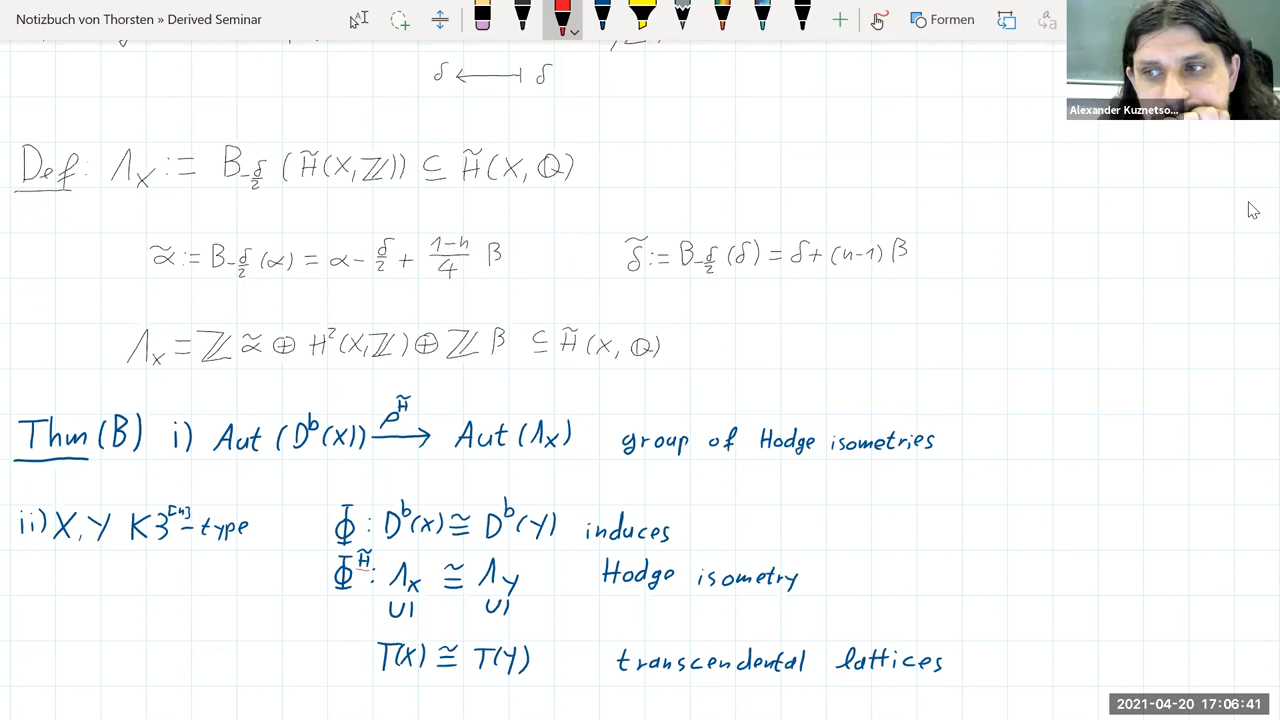 Notizbuch von Thorsten » Derived Seminar
Formen
Alexander Kuznetso...
δ ⟵| δ
Def: Λ_X := B_{-δ/2} (H̃(X,ℤ)) ⊆ H̃(X,ℚ)
α̃ := B_{-δ/2}(α) = α - δ/2 + (1-n)/4 β    δ̃ := B_{-δ/2}(δ) = δ + (n-1) β
Λ_X = ℤ α̃ ⊕ H²(X,ℤ) ⊕ ℤ β ⊆ H̃(X,ℚ)
Thm (B) i) Aut (D^b(X)) ⟶^{ρ^{H̃}} Aut (Λ_X) group of Hodge isometries
ii) X, Y K3^{[n]}-type Φ : D^b(X) ≅ D^b(Y) induces
Φ^{H̃} : Λ_X ≅ Λ_Y Hodge isometry
∪| ∪|
T(X) ≅ T(Y) transcendental lattices
2021-04-20 17:06:41